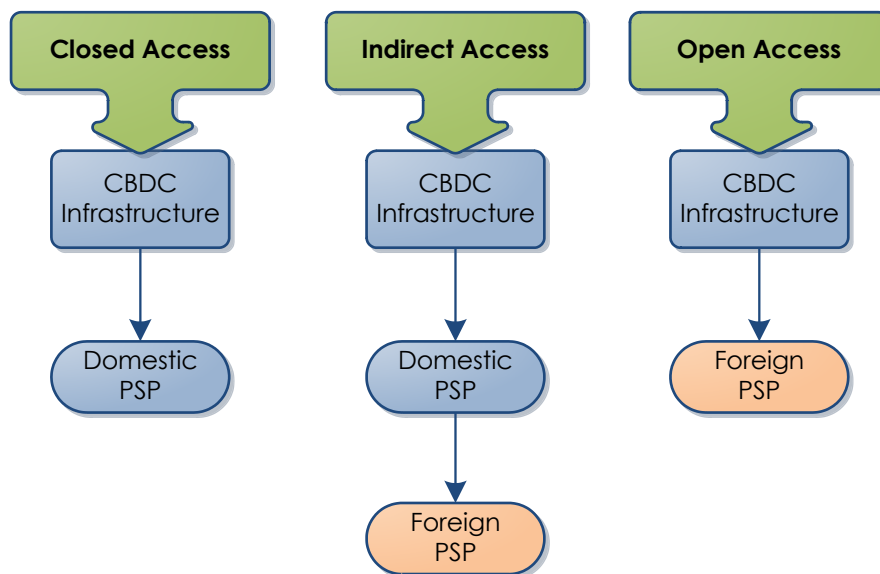 Closed Access
Indirect Access
Open Access
CBDC
Infrastructure
CBDC
Infrastructure
CBDC
Infrastructure
Domestic
PSP
Domestic
PSP
Foreign
PSP
Foreign
PSP